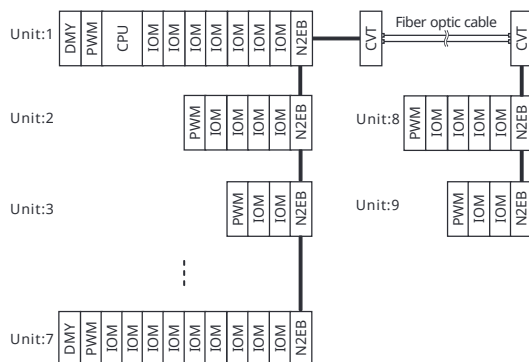 Unit:1 DMY PWM CPU IOM IOM IOM IOM IOM IOM N2EB CVT Fiber optic cable CVT
Unit:2 PWM IOM IOM IOM IOM N2EB
Unit:8 PWM IOM IOM IOM IOM N2EB
Unit:3 PWM IOM IOM N2EB
Unit:9 PWM IOM IOM N2EB
Unit:7 DMY PWM IOM IOM IOM IOM IOM IOM IOM IOM N2EB